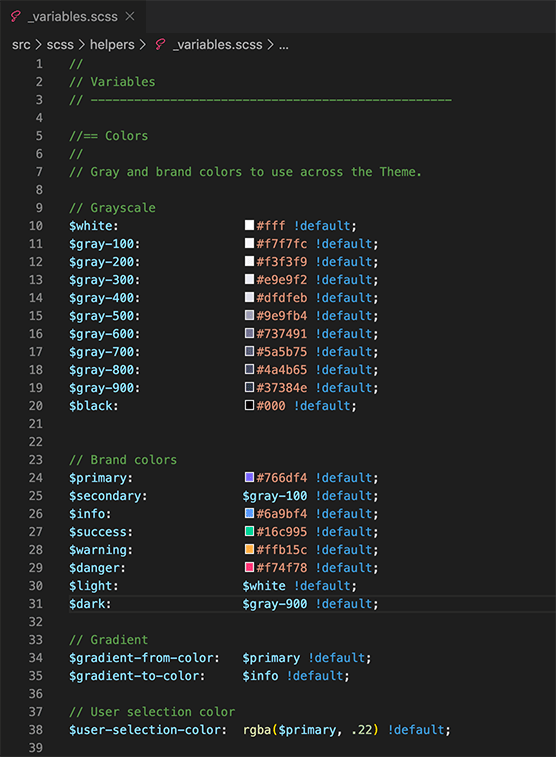 _variables.scss ×
src > scss > helpers > _variables.scss > ...
1 //
2 // Variables
3 // --------------------------------------------------
4
5 //== Colors
6 //
7 // Gray and brand colors to use across the Theme.
8
9 // Grayscale
10 $white: #fff !default;
11 $gray-100: #f7f7fc !default;
12 $gray-200: #f3f3f9 !default;
13 $gray-300: #e9e9f2 !default;
14 $gray-400: #dfdfeb !default;
15 $gray-500: #9e9fb4 !default;
16 $gray-600: #737491 !default;
17 $gray-700: #5a5b75 !default;
18 $gray-800: #4a4b65 !default;
19 $gray-900: #37384e !default;
20 $black: #000 !default;
21
22
23 // Brand colors
24 $primary: #766df4 !default;
25 $secondary: $gray-100 !default;
26 $info: #6a9bf4 !default;
27 $success: #16c995 !default;
28 $warning: #ffb15c !default;
29 $danger: #f74f78 !default;
30 $light: $white !default;
31 $dark: $gray-900 !default;
32
33 // Gradient
34 $gradient-from-color: $primary !default;
35 $gradient-to-color: $info !default;
36
37 // User selection color
38 $user-selection-color: rgba($primary, .22) !default;
39